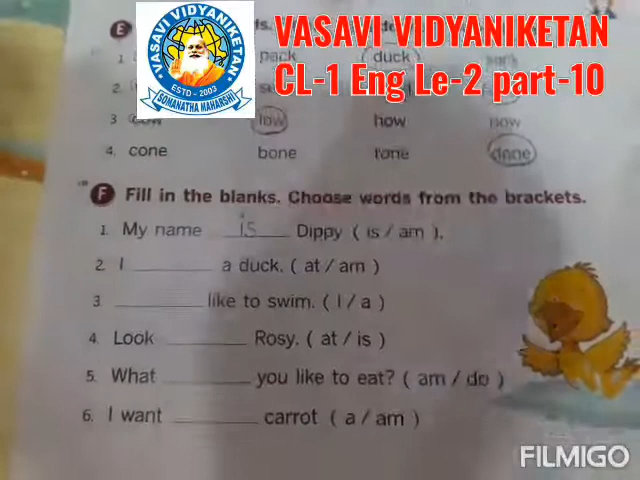 VASAVI VIDYANIKETAN
CL-1 Eng Le-2 part-10
VASAVI VIDYANIKETAN
ESTD - 2003
SOMANATHA MAHARSHI
E
1. pack duck
2.
3 cow low how now
4. cone bone tone done
F Fill in the blanks. Choose words from the brackets.
1. My name is Dippy ( is / am ).
2. I ________ a duck. ( at / am )
3. ________ like to swim. ( I / a )
4. Look ________ Rosy. ( at / is )
5. What ________ you like to eat? ( am / do )
6. I want ________ carrot ( a / am )
FILMIGO